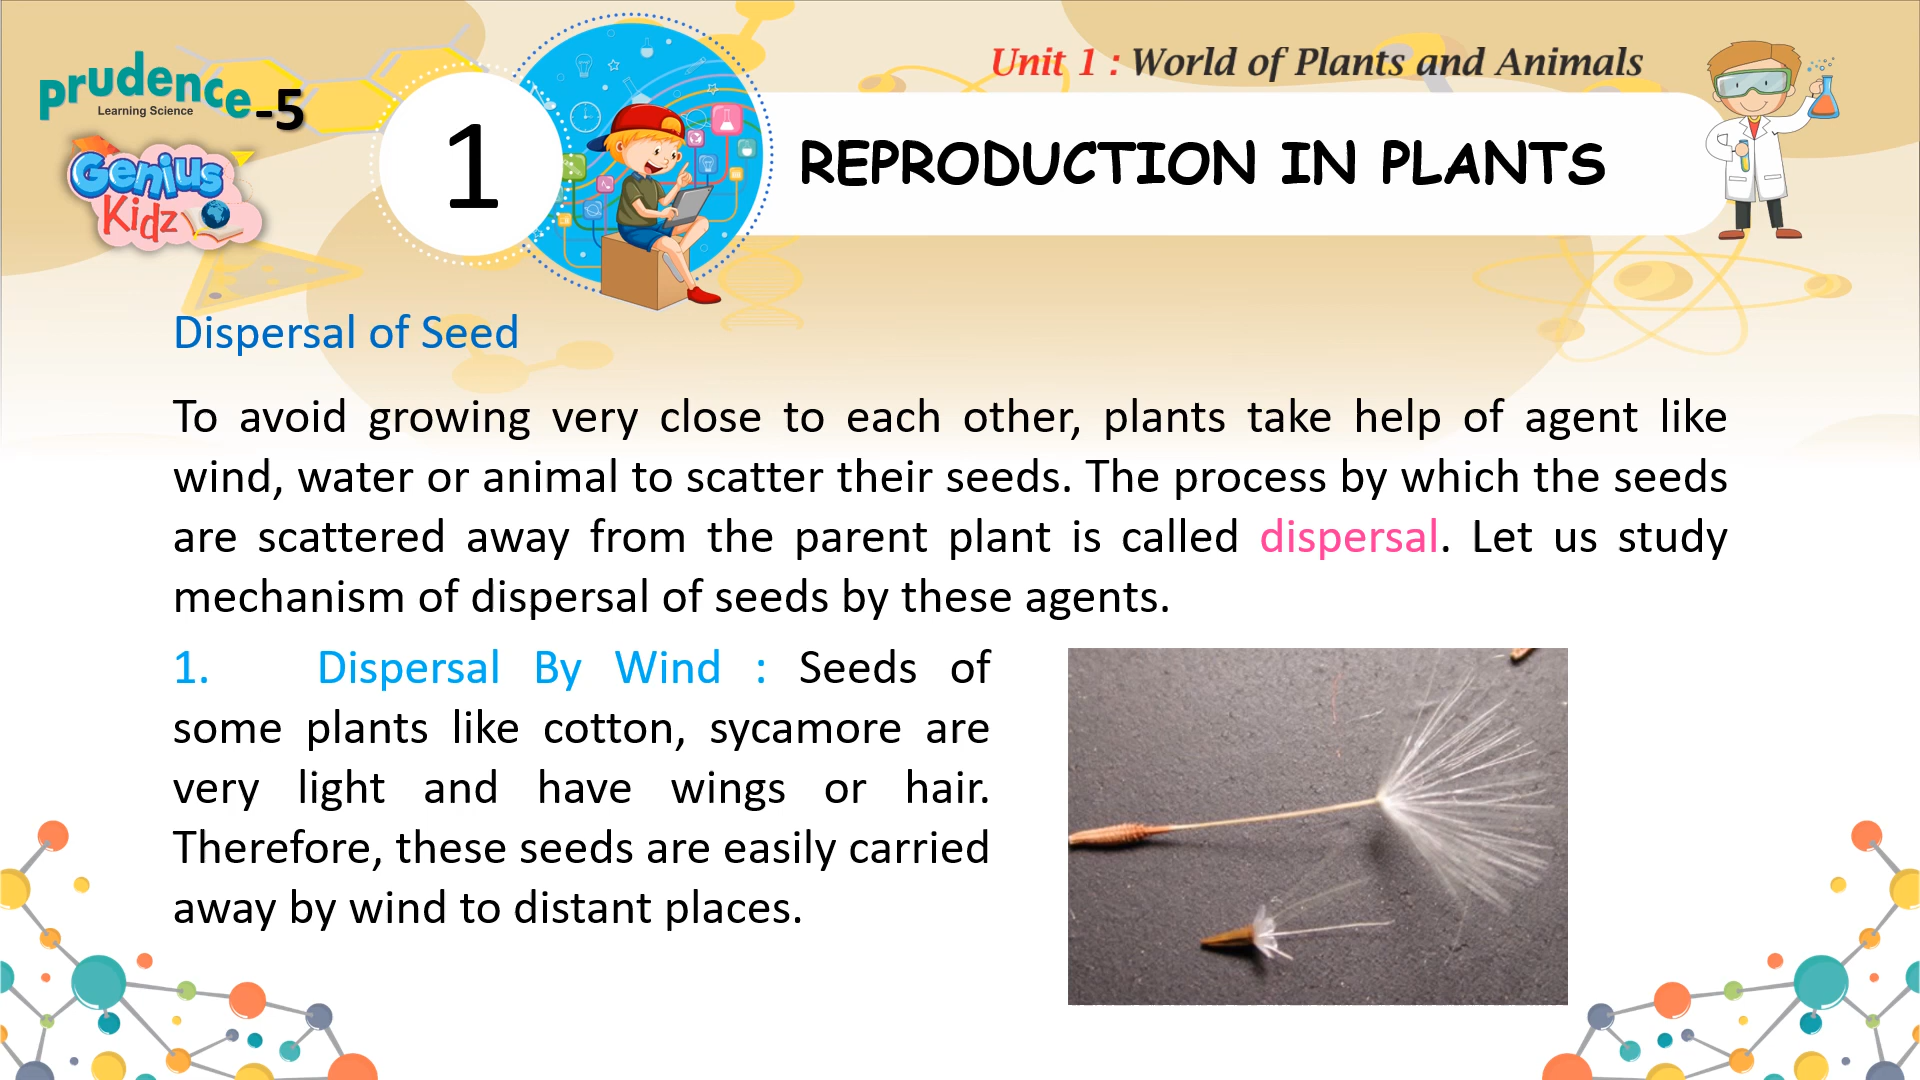 prudence-5
Learning Science
Genius
Kidz
1
Unit 1 : World of Plants and Animals
REPRODUCTION IN PLANTS
Dispersal of Seed
To avoid growing very close to each other, plants take help of agent like
wind, water or animal to scatter their seeds. The process by which the seeds
are scattered away from the parent plant is called dispersal. Let us study
mechanism of dispersal of seeds by these agents.
1. Dispersal By Wind : Seeds of
some plants like cotton, sycamore are
very light and have wings or hair.
Therefore, these seeds are easily carried
away by wind to distant places.